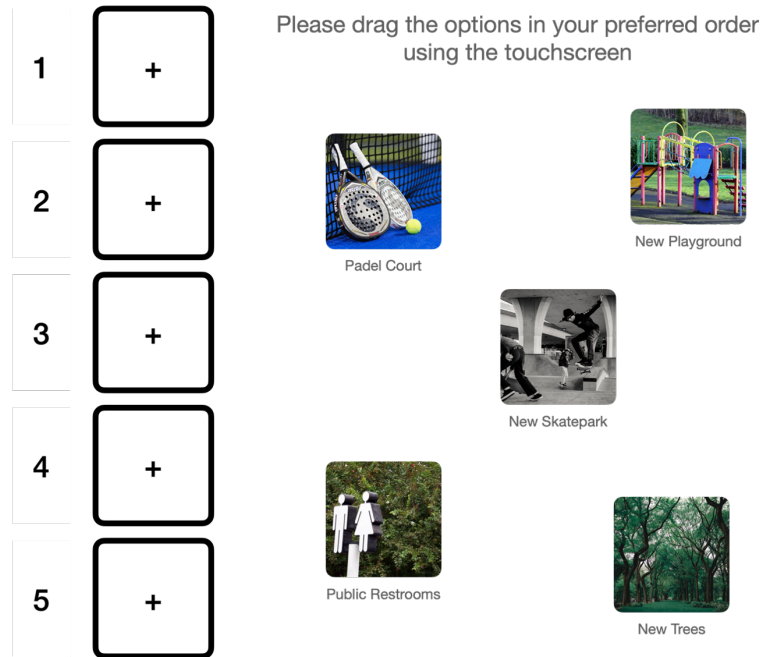 Please drag the options in your preferred order
using the touchscreen
1
+
2
+
3
+
4
+
5
+
Padel Court
New Playground
New Skatepark
Public Restrooms
New Trees